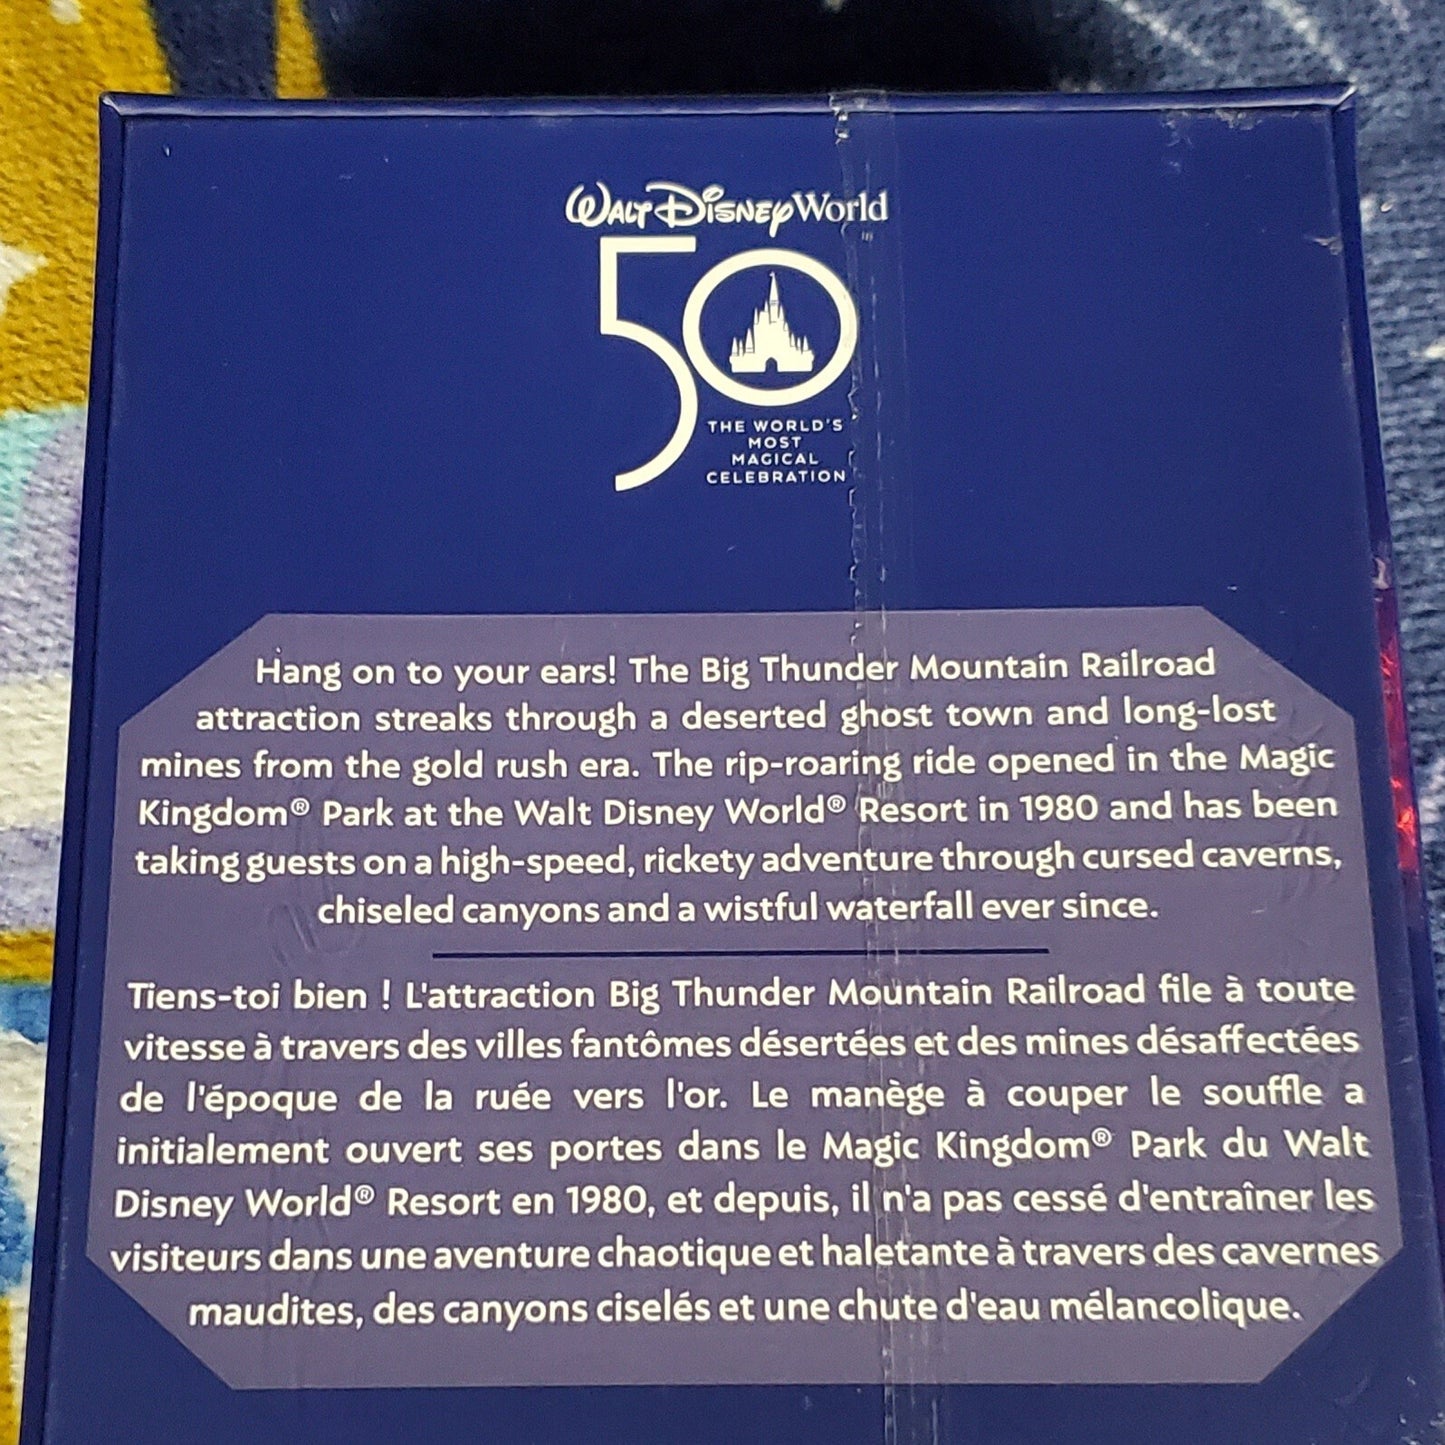 WALT DISNEY World
TM
50
THE WORLD'S
MOST
MAGICAL
CELEBRATION
Hang on to your ears! The Big Thunder Mountain Railroad
attraction streaks through a deserted ghost town and long-lost
mines from the gold rush era. The rip-roaring ride opened in the Magic
Kingdom® Park at the Walt Disney World® Resort in 1980 and has been
taking guests on a high-speed, rickety adventure through cursed caverns,
chiseled canyons and a wistful waterfall ever since.
Tiens-toi bien ! L'attraction Big Thunder Mountain Railroad file à toute
vitesse à travers des villes fantômes désertées et des mines désaffectées
de l'époque de la ruée vers l'or. Le manège à couper le souffle a
initialement ouvert ses portes dans le Magic Kingdom® Park du Walt
Disney World® Resort en 1980, et depuis, il n'a pas cessé d'entraîner les
visiteurs dans une aventure chaotique et haletante à travers des cavernes
maudites, des canyons ciselés et une chute d'eau mélancolique.